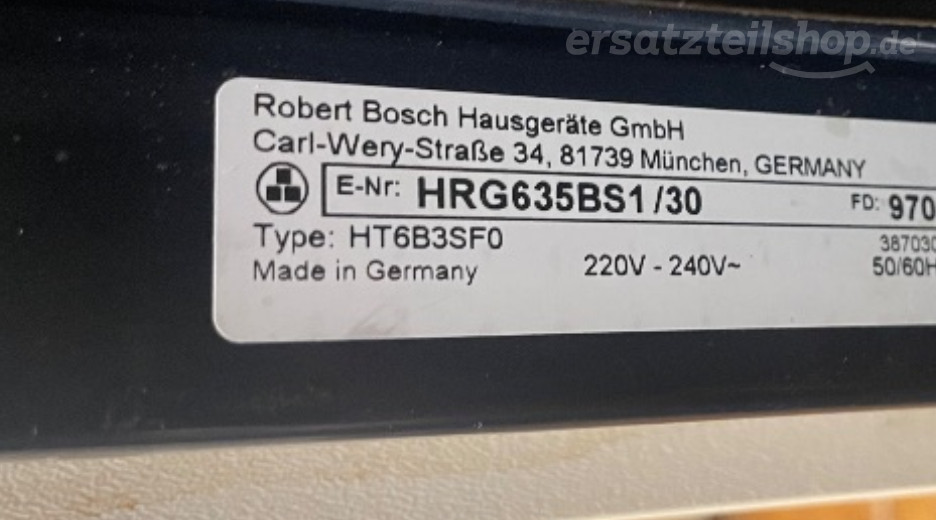 ersatzteilshop.de
Robert Bosch Hausgeräte GmbH
Carl-Wery-Straße 34, 81739 München, GERMANY
E-Nr: HRG635BS1 /30 FD: 970
Type: HT6B3SF0 387030
Made in Germany 220V - 240V~ 50/60H